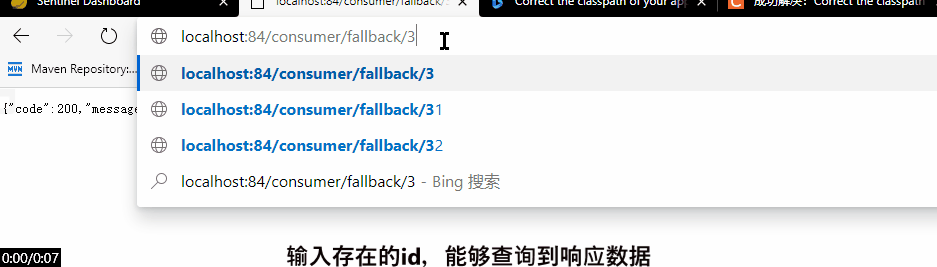 Sentinel Dashboard
localhost:84/consumer/fallback/3
Correct the classpath of your app
成功解决：Correct the classpath
localhost:84/consumer/fallback/3
Maven Repository:...
localhost:84/consumer/fallback/3
{"code":200,"message
localhost:84/consumer/fallback/31
localhost:84/consumer/fallback/32
localhost:84/consumer/fallback/3 - Bing 搜索
0:00/0:07
输入存在的id，能够查询到响应数据